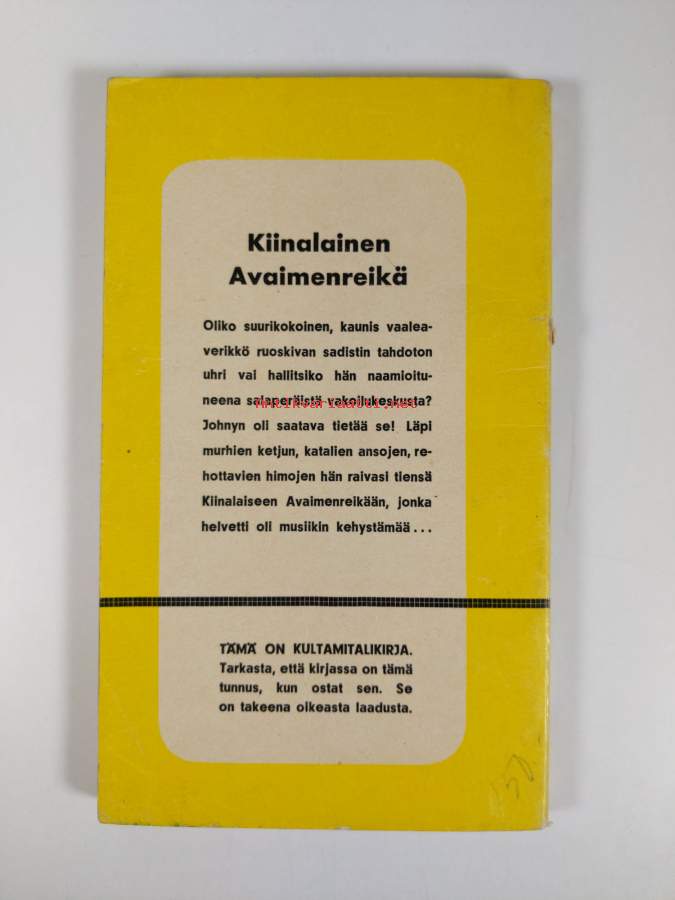 Kiinalainen
Avaimenreikä
Oliko suurikokoinen, kaunis vaalea-
verikkö ruoskivan sadistin tahdoton
uhri vai hallitsiko hän naamioitu-
neena salaperäistä vakoilukeskusta?
Antikvariaatti.net
Johnyn oli saatava tietää se! Läpi
murhien ketjun, katalien ansojen, re-
hottavien himojen hän raivasi tiensä
Kiinalaiseen Avaimenreikään, jonka
helvetti oli musiikin kehystämää...
TÄMÄ ON KULTAMITALIKIRJA.
Tarkasta, että kirjassa on tämä
tunnus, kun ostat sen. Se
on takeena oikeasta laadusta.